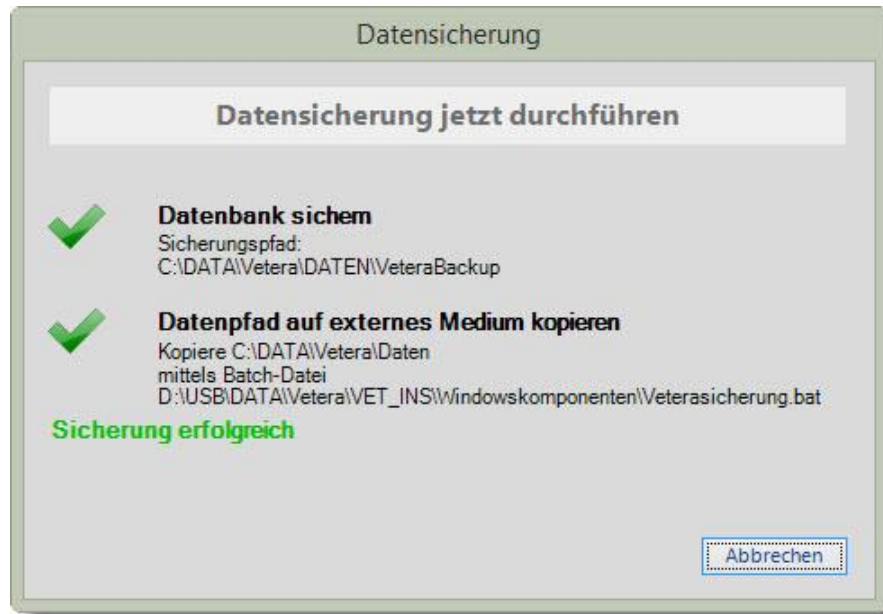 Datensicherung
Datensicherung jetzt durchführen
Datenbank sichern
Sicherungspfad:
C:\DATA\Vetera\DATEN\VeteraBackup
Datenpfad auf externes Medium kopieren
Kopiere C:\DATA\Vetera\Daten
mittels Batch-Datei
D:\USB\DATA\Vetera\VET_INS\Windowskomponenten\Veterasicherung.bat
Sicherung erfolgreich
Abbrechen